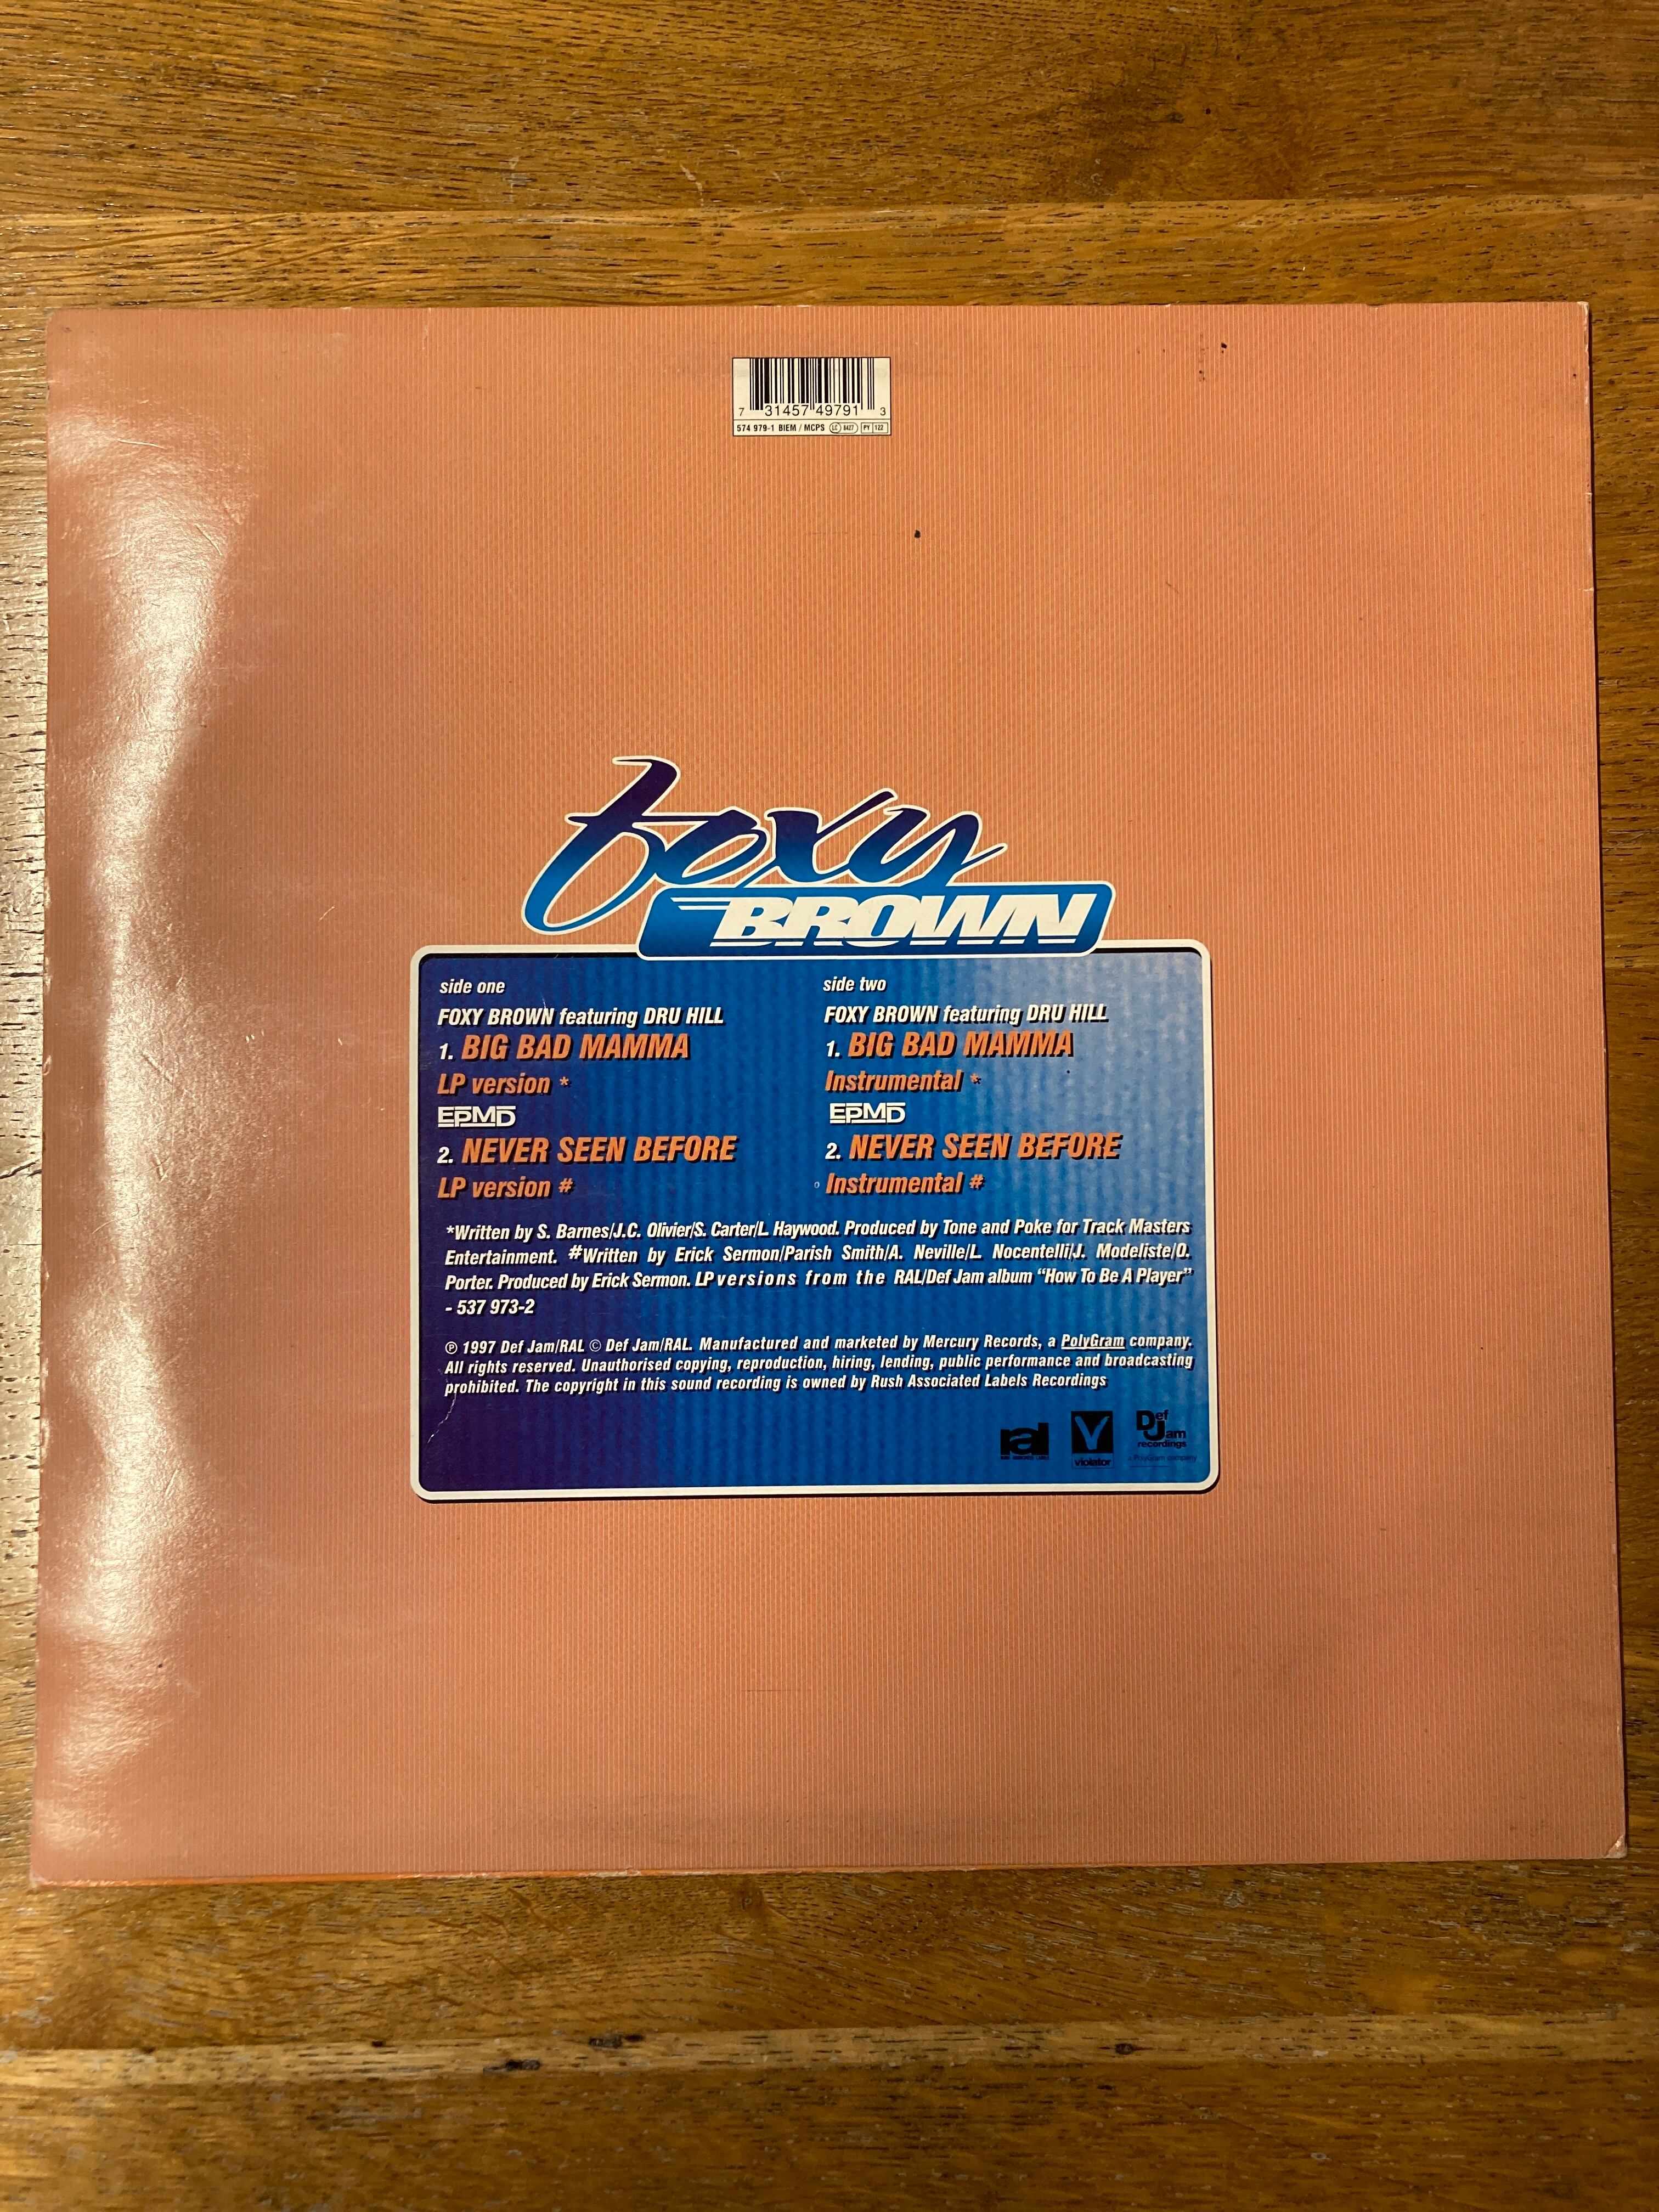 7 31457 49791 3
574 979-1 BIEM / MCPS LC 8427 PY 122
foxy
BROWN
side one
FOXY BROWN featuring DRU HILL
1. BIG BAD MAMMA
LP version *
EPMD
2. NEVER SEEN BEFORE
LP version #
side two
FOXY BROWN featuring DRU HILL
1. BIG BAD MAMMA
Instrumental *
EPMD
2. NEVER SEEN BEFORE
Instrumental #
*Written by S. Barnes/J.C. Olivier/S. Carter/L. Haywood. Produced by Tone and Poke for Track Masters
Entertainment. #Written by Erick Sermon/Parish Smith/A. Neville/L. Nocentelli/J. Modeliste/O.
Porter. Produced by Erick Sermon. LP versions from the RAL/Def Jam album “How To Be A Player”
- 537 973-2
℗ 1997 Def Jam/RAL © Def Jam/RAL. Manufactured and marketed by Mercury Records, a PolyGram company.
All rights reserved. Unauthorised copying, reproduction, hiring, lending, public performance and broadcasting
prohibited. The copyright in this sound recording is owned by Rush Associated Labels Recordings
ral
RUSH ASSOCIATED LABELS
V
violator
Def
Jam
recordings
a PolyGram company